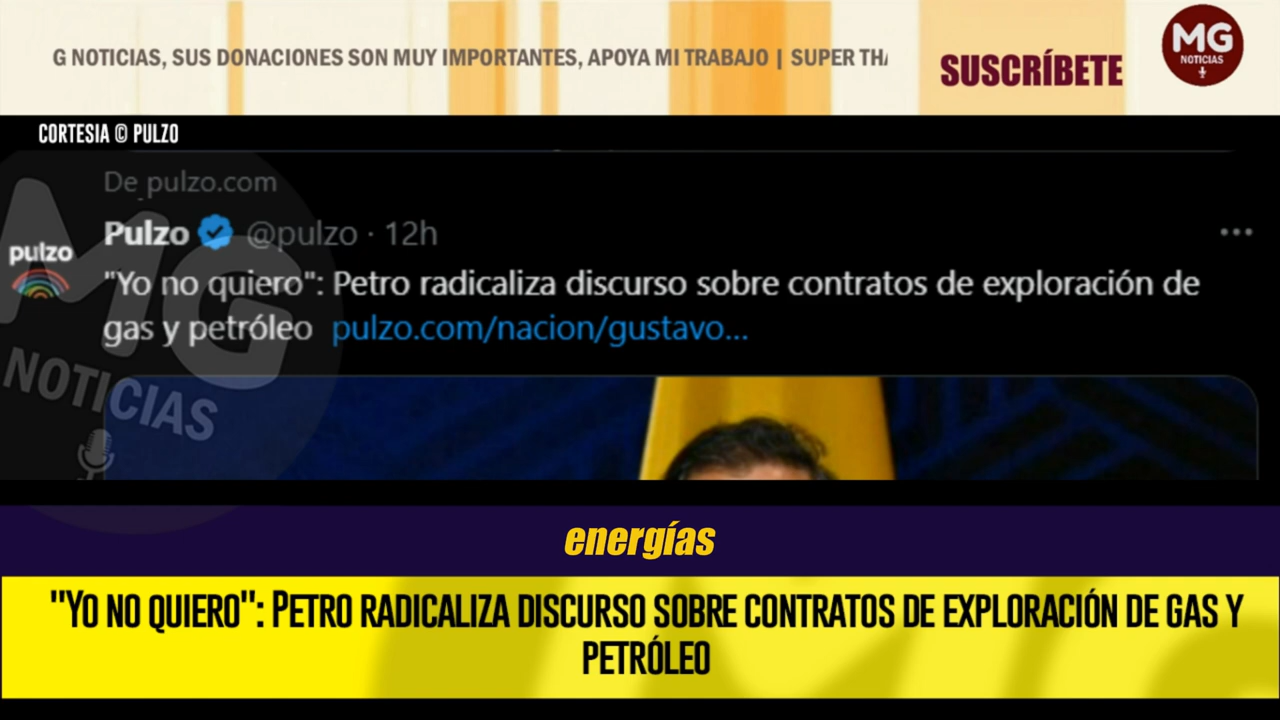 G NOTICIAS, SUS DONACIONES SON MUY IMPORTANTES, APOYA MI TRABAJO | SUPER THA
SUSCRÍBETE
MG
NOTICIAS
CORTESIA © PULZO
De pulzo.com
pulzo
Pulzo @pulzo · 12h
"Yo no quiero": Petro radicaliza discurso sobre contratos de exploración de
gas y petróleo pulzo.com/nacion/gustavo...
MG
NOTICIAS
energías
"YO NO QUIERO": PETRO RADICALIZA DISCURSO SOBRE CONTRATOS DE EXPLORACIÓN DE GAS Y
PETRÓLEO